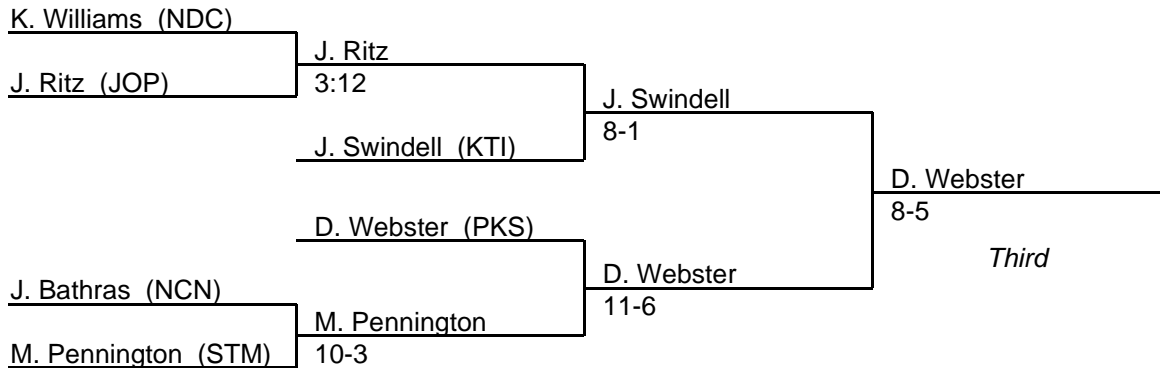 K. Williams (NDC)
J. Ritz
J. Ritz (JOP)
3:12
J. Swindell
8-1
J. Swindell (KTI)
D. Webster
8-5
D. Webster (PKS)
Third
J. Bathras (NCN)
D. Webster
11-6
M. Pennington
M. Pennington (STM)
10-3